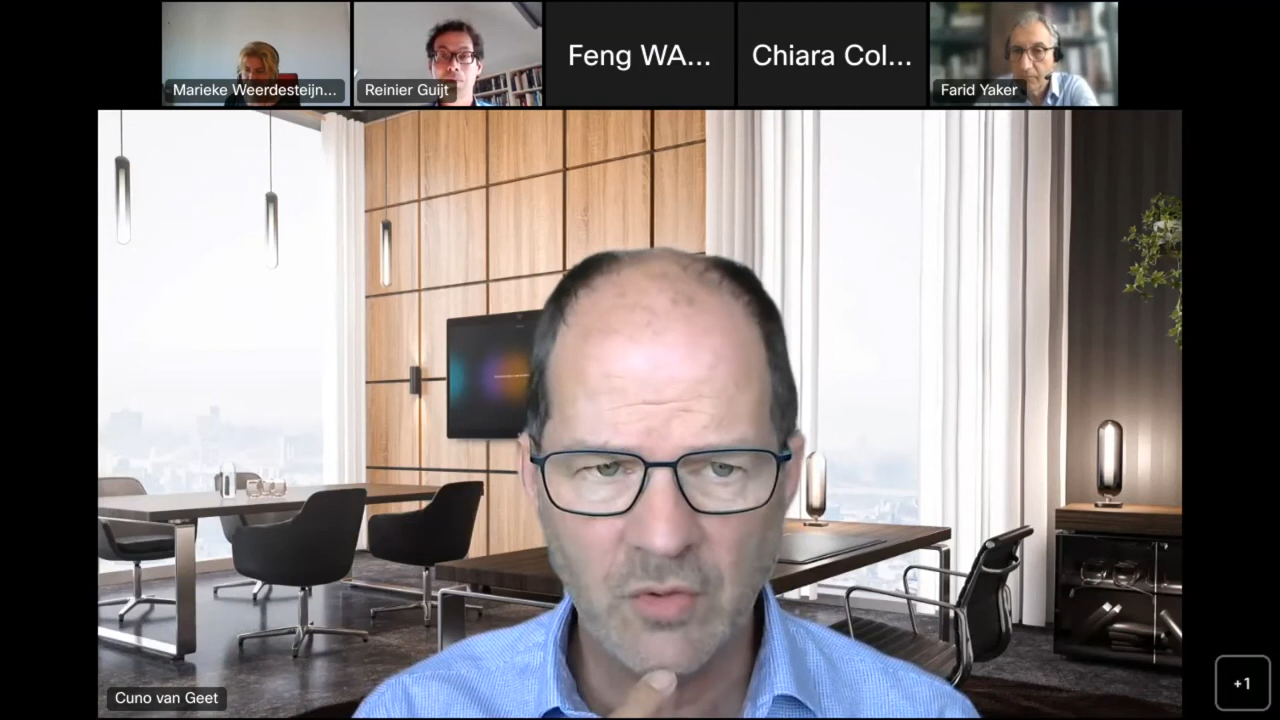 Marieke Weerdesteijn...
Reinier Guijt
Feng WA...
Chiara Col...
Farid Yaker
Cuno van Geet
+1